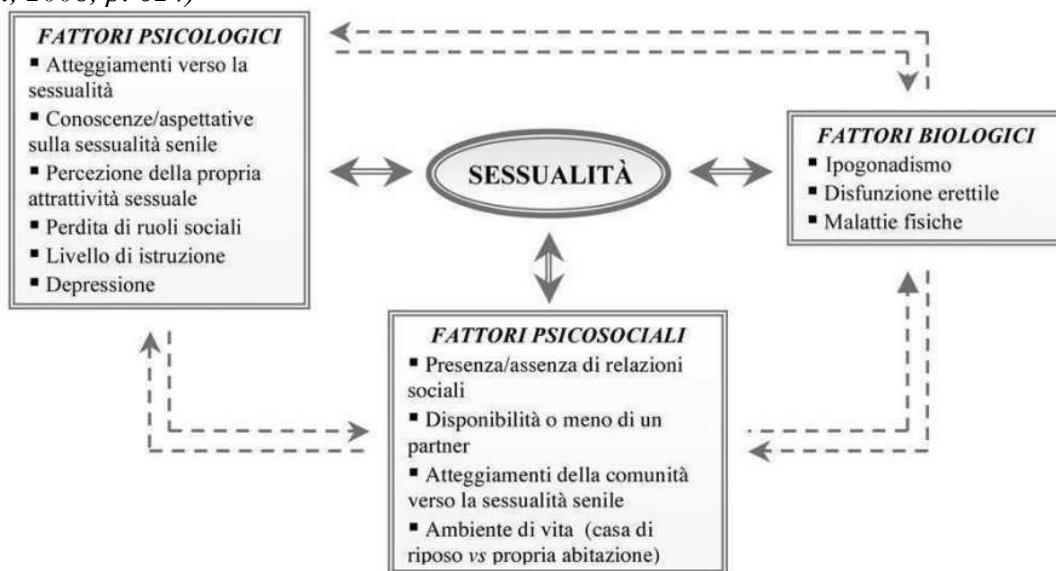 2008, p. 624)
FATTORI PSICOLOGICI
▪ Atteggiamenti verso la
sessualità
▪ Conoscenze/aspettative
sulla sessualità senile
▪ Percezione della propria
attrattività sessuale
▪ Perdita di ruoli sociali
▪ Livello di istruzione
▪ Depressione
SESSUALITÀ
FATTORI BIOLOGICI
▪ Ipogonadismo
▪ Disfunzione erettile
▪ Malattie fisiche
FATTORI PSICOSOCIALI
▪ Presenza/assenza di relazioni
sociali
▪ Disponibilità o meno di un
partner
▪ Atteggiamenti della comunità
verso la sessualità senile
▪ Ambiente di vita (casa di
riposo vs propria abitazione)